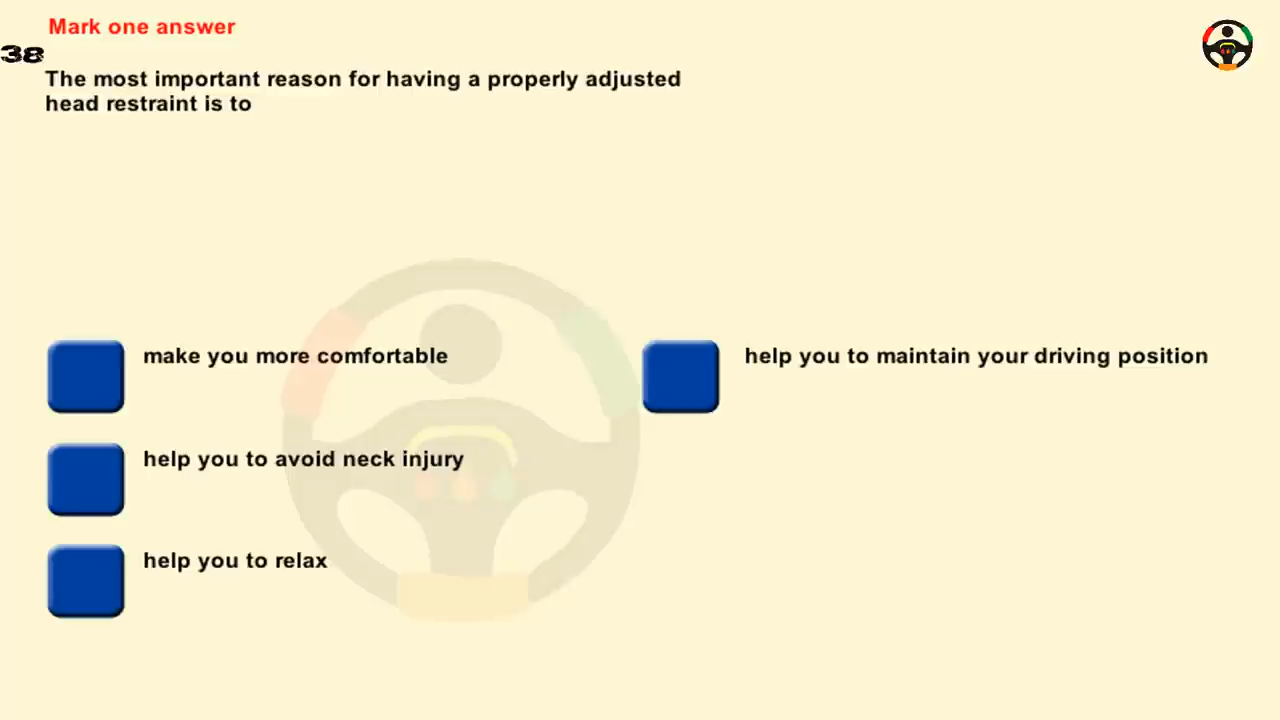 Mark one answer
38
The most important reason for having a properly adjusted
head restraint is to
make you more comfortable
help you to maintain your driving position
help you to avoid neck injury
help you to relax